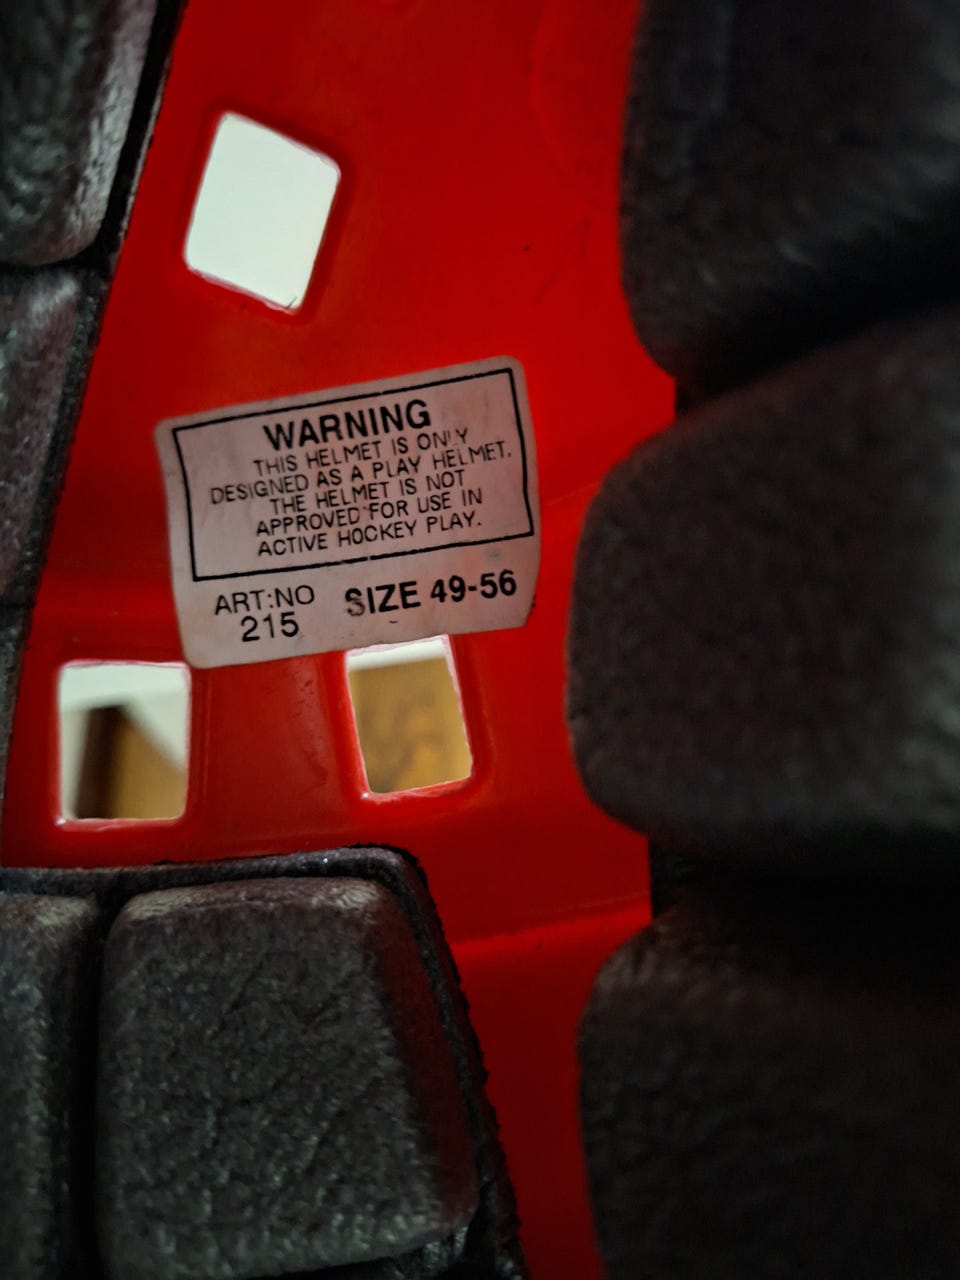 WARNING
THIS HELMET IS ONLY
DESIGNED AS A PLAY HELMET.
THE HELMET IS NOT
APPROVED FOR USE IN
ACTIVE HOCKEY PLAY.
ART:NO SIZE 49-56
215